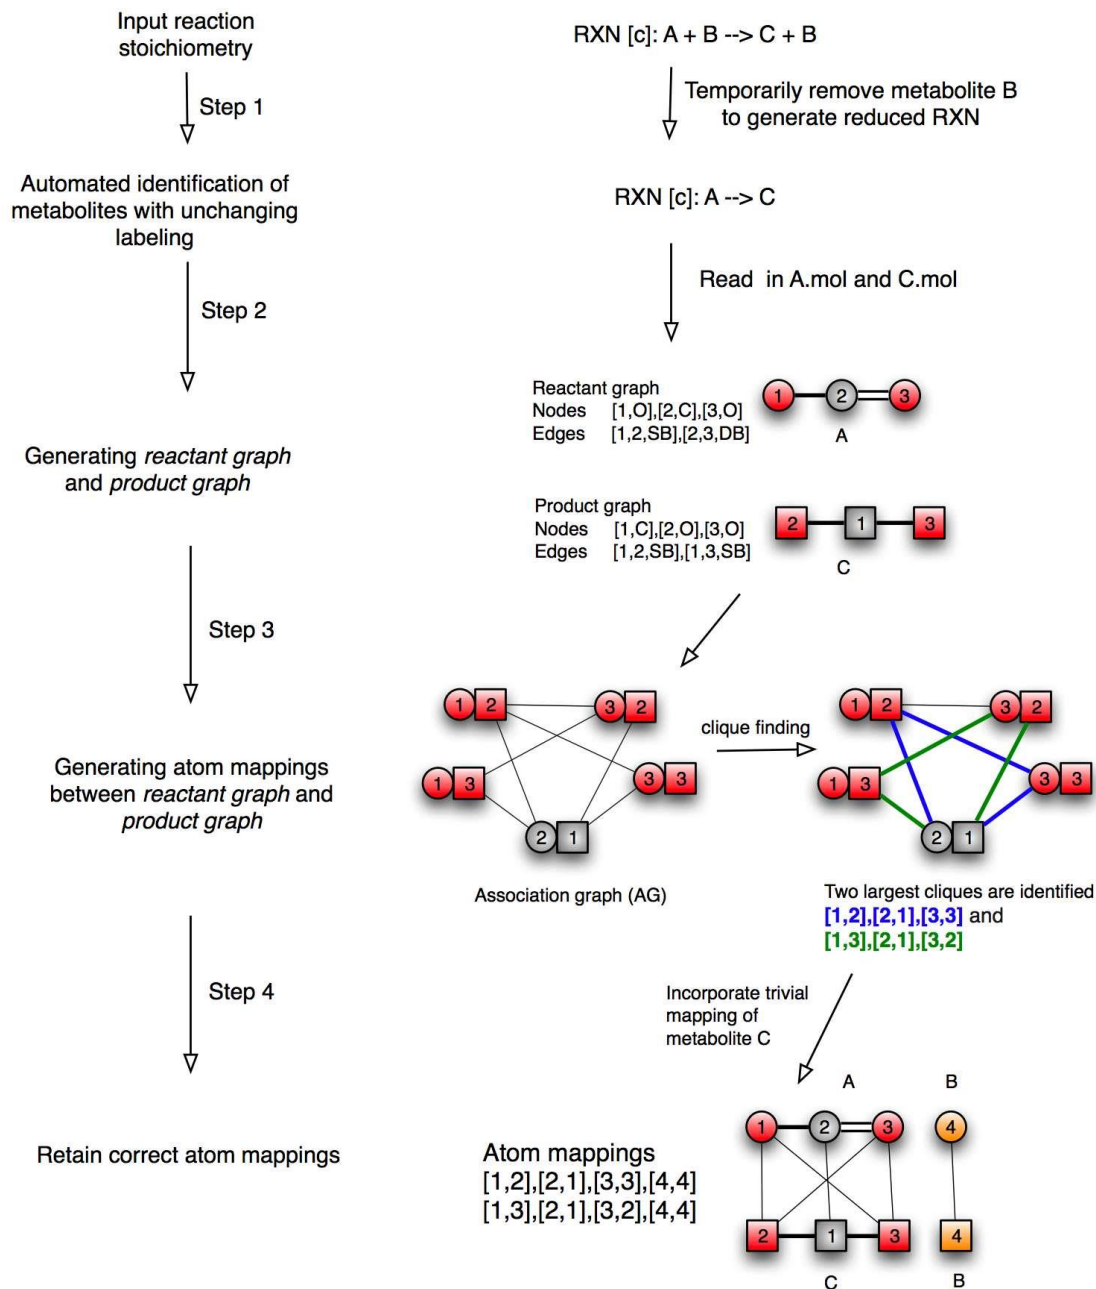 Input reaction
stoichiometry
Step 1
Automated identification of
metabolites with unchanging
labeling
Step 2
Generating reactant graph
and product graph
Step 3
Generating atom mappings
between reactant graph and
product graph
Step 4
Retain correct atom mappings
RXN [c]: A + B --> C + B
Temporarily remove metabolite B
to generate reduced RXN
RXN [c]: A --> C
Read in A.mol and C.mol
Reactant graph
Nodes [1,O],[2,C],[3,O]
Edges [1,2,SB],[2,3,DB]
1 2 3
A
Product graph
Nodes [1,C],[2,O],[3,O]
Edges [1,2,SB],[1,3,SB]
2 1 3
C
1 2 3 2
1 3 3 3
2 1
Association graph (AG)
clique finding
1 2 3 2
1 3 3 3
2 1
Two largest cliques are identified
[1,2],[2,1],[3,3] and
[1,3],[2,1],[3,2]
Incorporate trivial
mapping of
metabolite C
A B
1 2 3 4
Atom mappings
[1,2],[2,1],[3,3],[4,4]
[1,3],[2,1],[3,2],[4,4]
2 1 3 4
C B